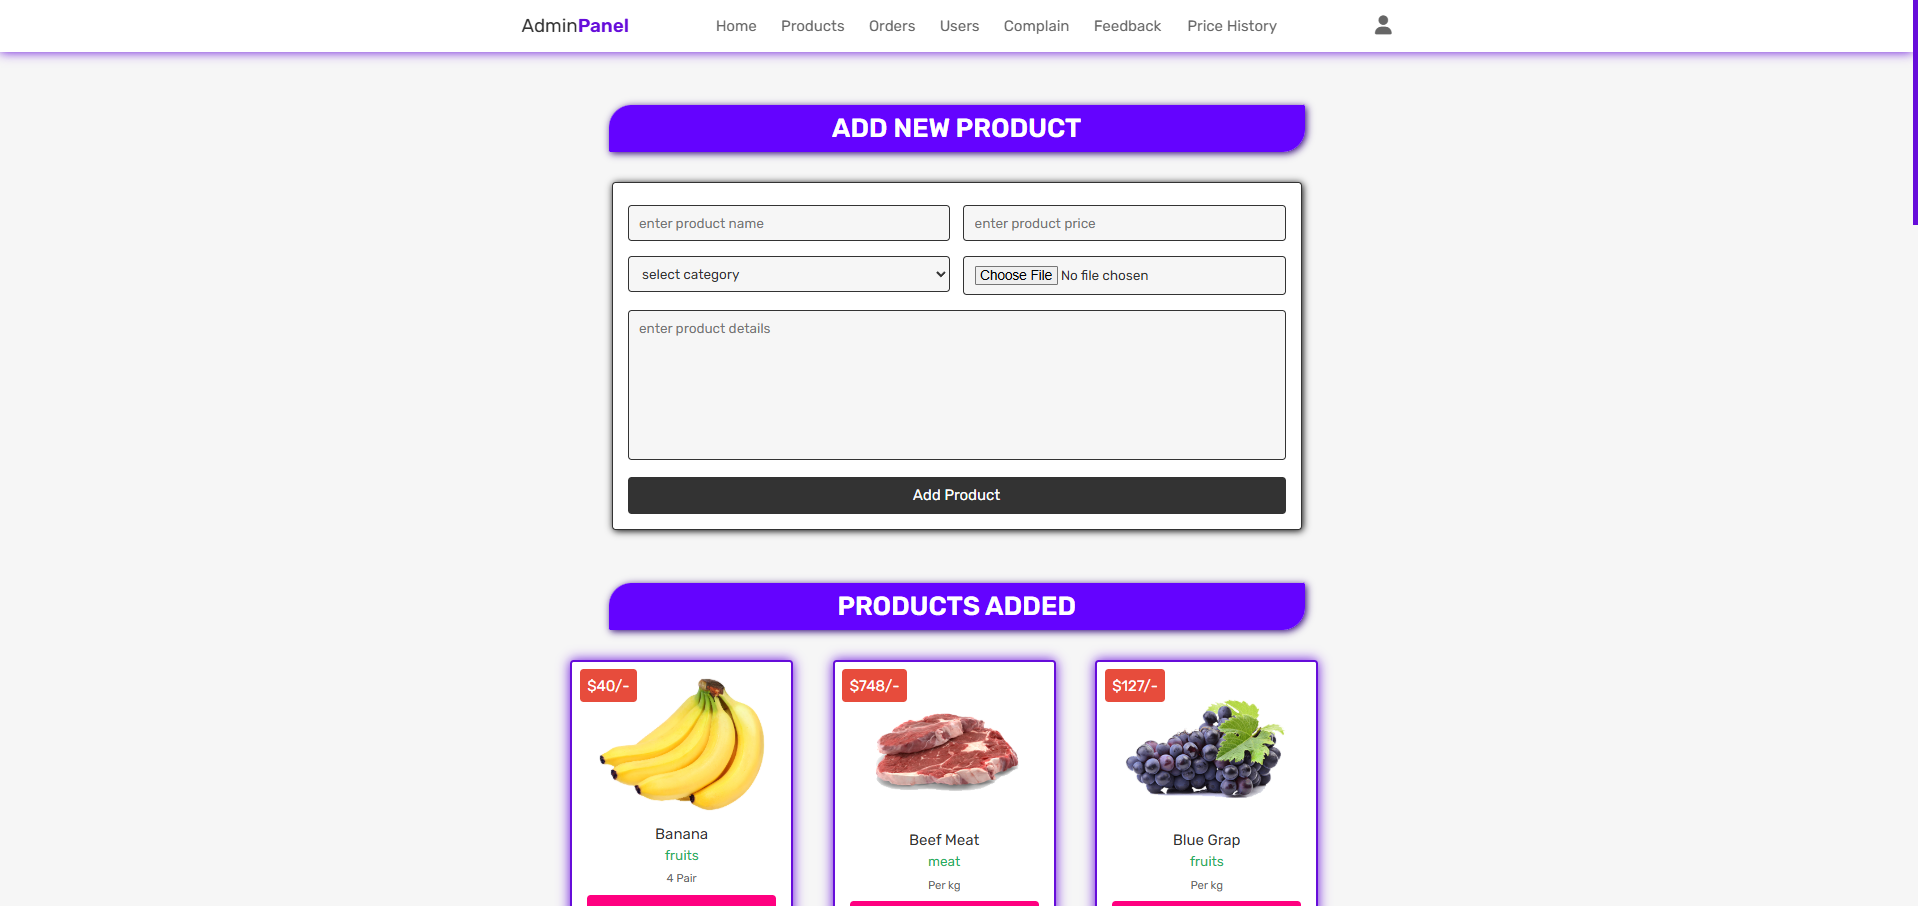 AdminPanel Home Products Orders Users Complain Feedback Price History
ADD NEW PRODUCT
enter product name enter product price
select category Choose File No file chosen
enter product details
Add Product
PRODUCTS ADDED
$40/- $748/- $127/-
Banana Beef Meat Blue Grap
fruits meat fruits
4 Pair Per kg Per kg